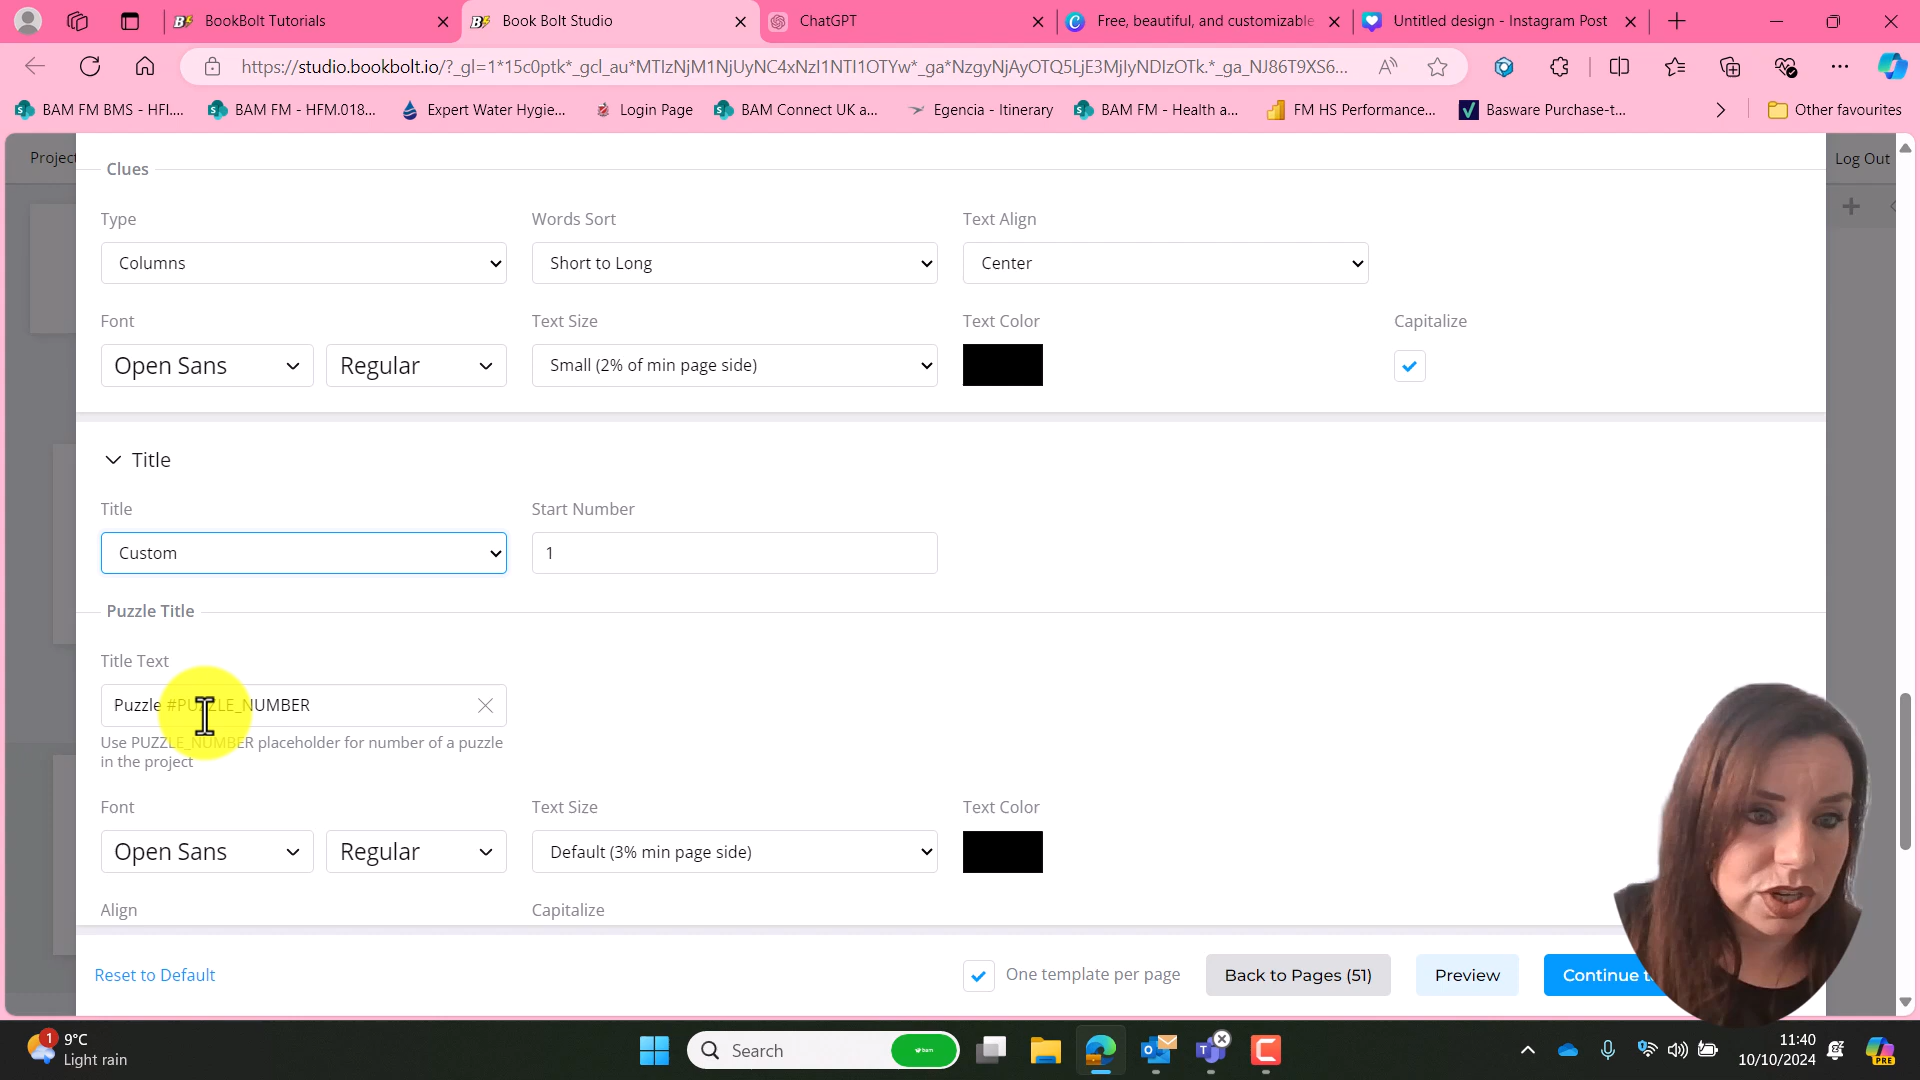 BookBolt Tutorials
Book Bolt Studio
ChatGPT
Free, beautiful, and customizable
Untitled design - Instagram Post
https://studio.bookbolt.io/?_gl=1*15c0ptk*_gcl_au*MTIzNjM1NjUyNC4xNzI1NTI1OTYw*_ga*NzgyNjAyOTQ5LjE3MjIyNDIzOTk.*_ga_NJ86T9XS6...
BAM FM BMS - HFI....
BAM FM - HFM.018...
Expert Water Hygie...
Login Page
BAM Connect UK a...
Egencia - Itinerary
BAM FM - Health a...
FM HS Performance...
Basware Purchase-t...
Other favourites
Project
Log Out
Clues
Type
Words Sort
Text Align
Columns
Short to Long
Center
Font
Text Size
Text Color
Capitalize
Open Sans
Regular
Small (2% of min page side)
Title
Title
Start Number
Custom
1
Puzzle Title
Title Text
Puzzle #PUZZLE_NUMBER
Use PUZZLE_NUMBER placeholder for number of a puzzle
in the project
Font
Text Size
Text Color
Open Sans
Regular
Default (3% min page side)
Align
Capitalize
Reset to Default
One template per page
Back to Pages (51)
Preview
Continue t
1
9°C
Light rain
Search
11:40
10/10/2024
PRE